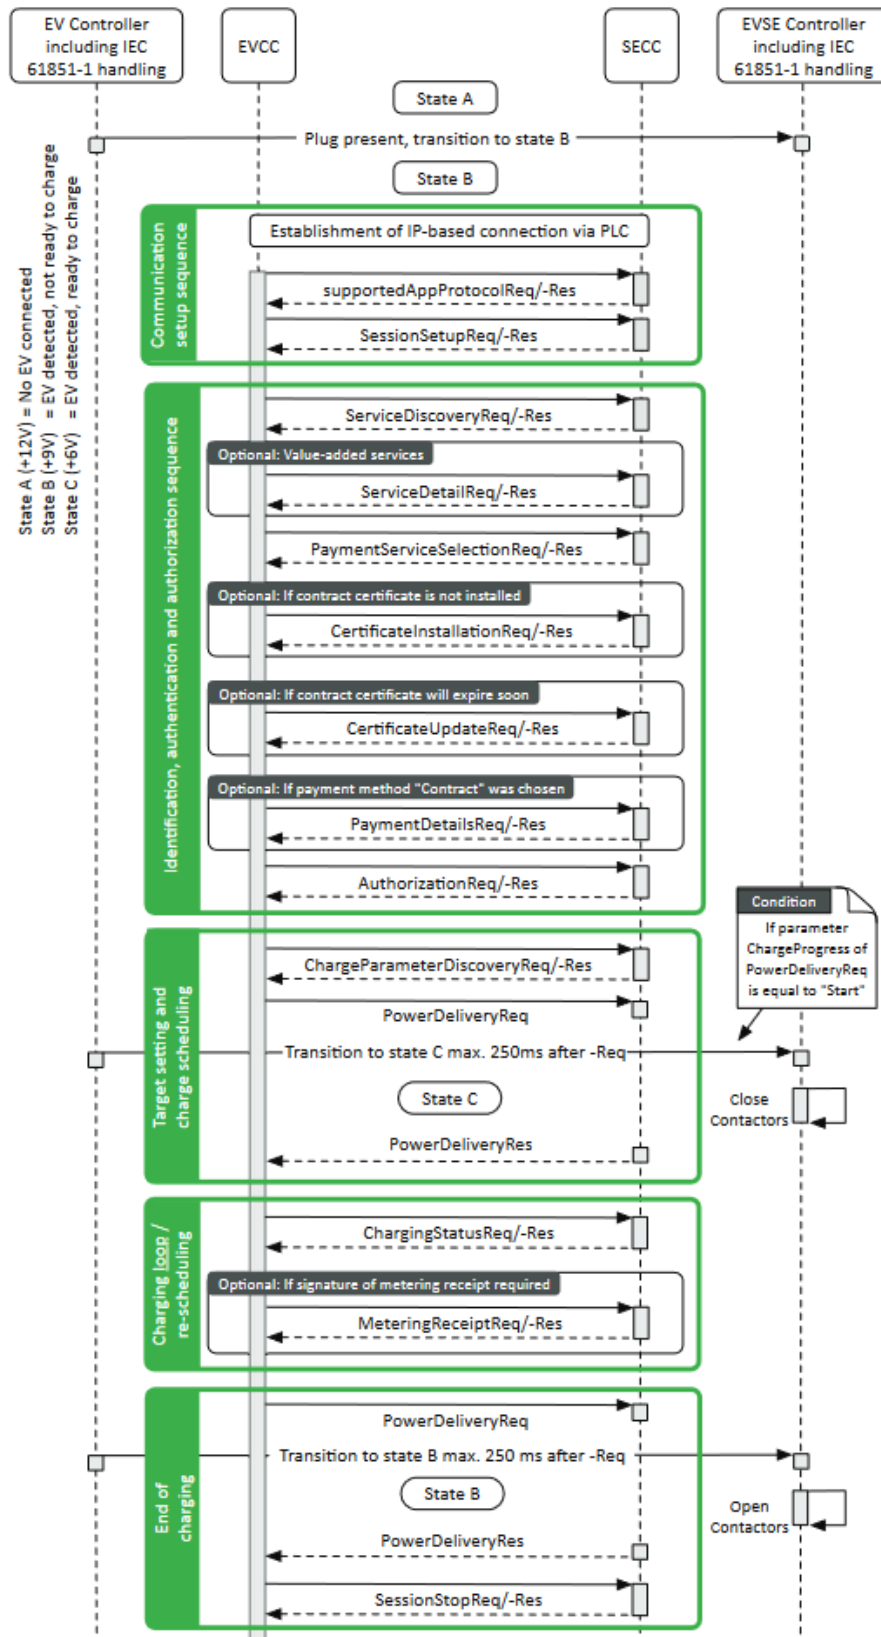 EV Controller
including IEC
61851-1 handling
EVCC
SECC
EVSE Controller
including IEC
61851-1 handling
State A
Plug present, transition to state B
State B
State A (+12V) = No EV connected
State B (+9V) = EV detected, not ready to charge
State C (+6V) = EV detected, ready to charge
Communication
setup sequence
Establishment of IP-based connection via PLC
supportedAppProtocolReq/-Res
SessionSetupReq/-Res
Identification, authentication and authorization sequence
ServiceDiscoveryReq/-Res
Optional: Value-added services
ServiceDetailReq/-Res
PaymentServiceSelectionReq/-Res
Optional: If contract certificate is not installed
CertificateInstallationReq/-Res
Optional: If contract certificate will expire soon
CertificateUpdateReq/-Res
Optional: If payment method "Contract" was chosen
PaymentDetailsReq/-Res
AuthorizationReq/-Res
Condition
If parameter
ChargeProgress of
PowerDeliveryReq
is equal to "Start"
Target setting and
charge scheduling
ChargeParameterDiscoveryReq/-Res
PowerDeliveryReq
Transition to state C max. 250ms after -Req
State C
Close
Contactors
PowerDeliveryRes
Charging loop /
re-scheduling
ChargingStatusReq/-Res
Optional: If signature of metering receipt required
MeteringReceiptReq/-Res
End of
charging
PowerDeliveryReq
Transition to state B max. 250 ms after -Req
State B
Open
Contactors
PowerDeliveryRes
SessionStopReq/-Res